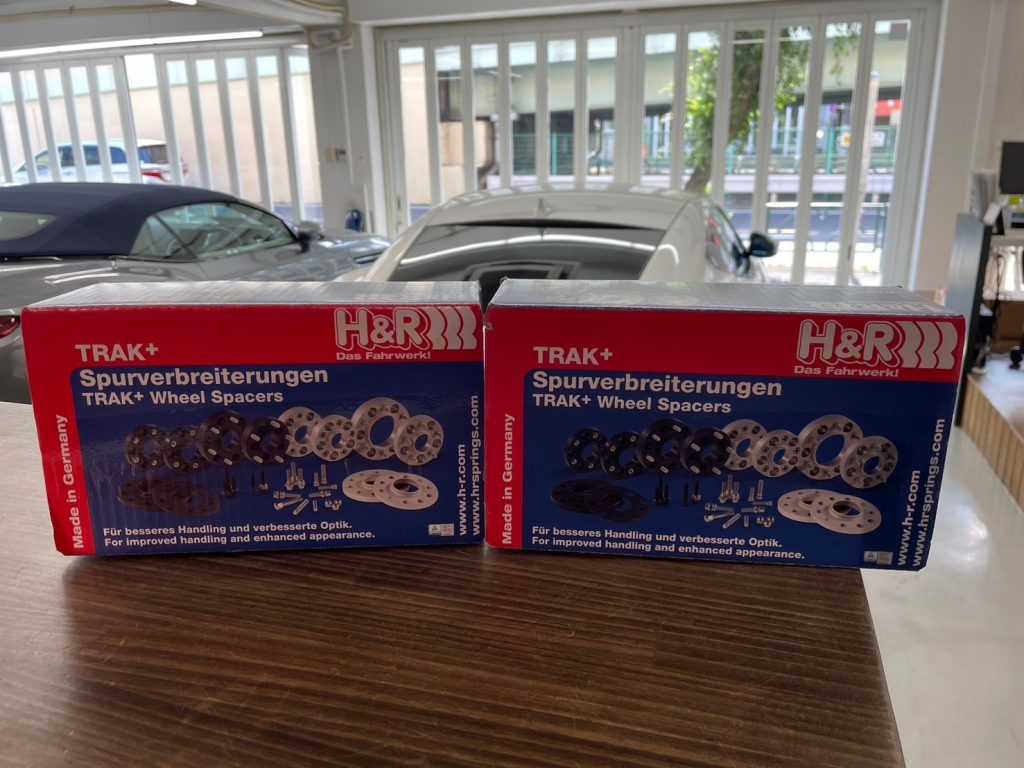 H&R
Das Fahrwerk!
TRAK+
Spurverbreiterungen
TRAK+ Wheel Spacers
Made in Germany
www.h-r.com
www.hrsprings.com
Für besseres Handling und verbesserte Optik.
For improved handling and enhanced appearance.
H&R
Das Fahrwerk!
TRAK+
Spurverbreiterungen
TRAK+ Wheel Spacers
Made in Germany
www.h-r.com
www.hrsprings.com
Für besseres Handling und verbesserte Optik.
For improved handling and enhanced appearance.